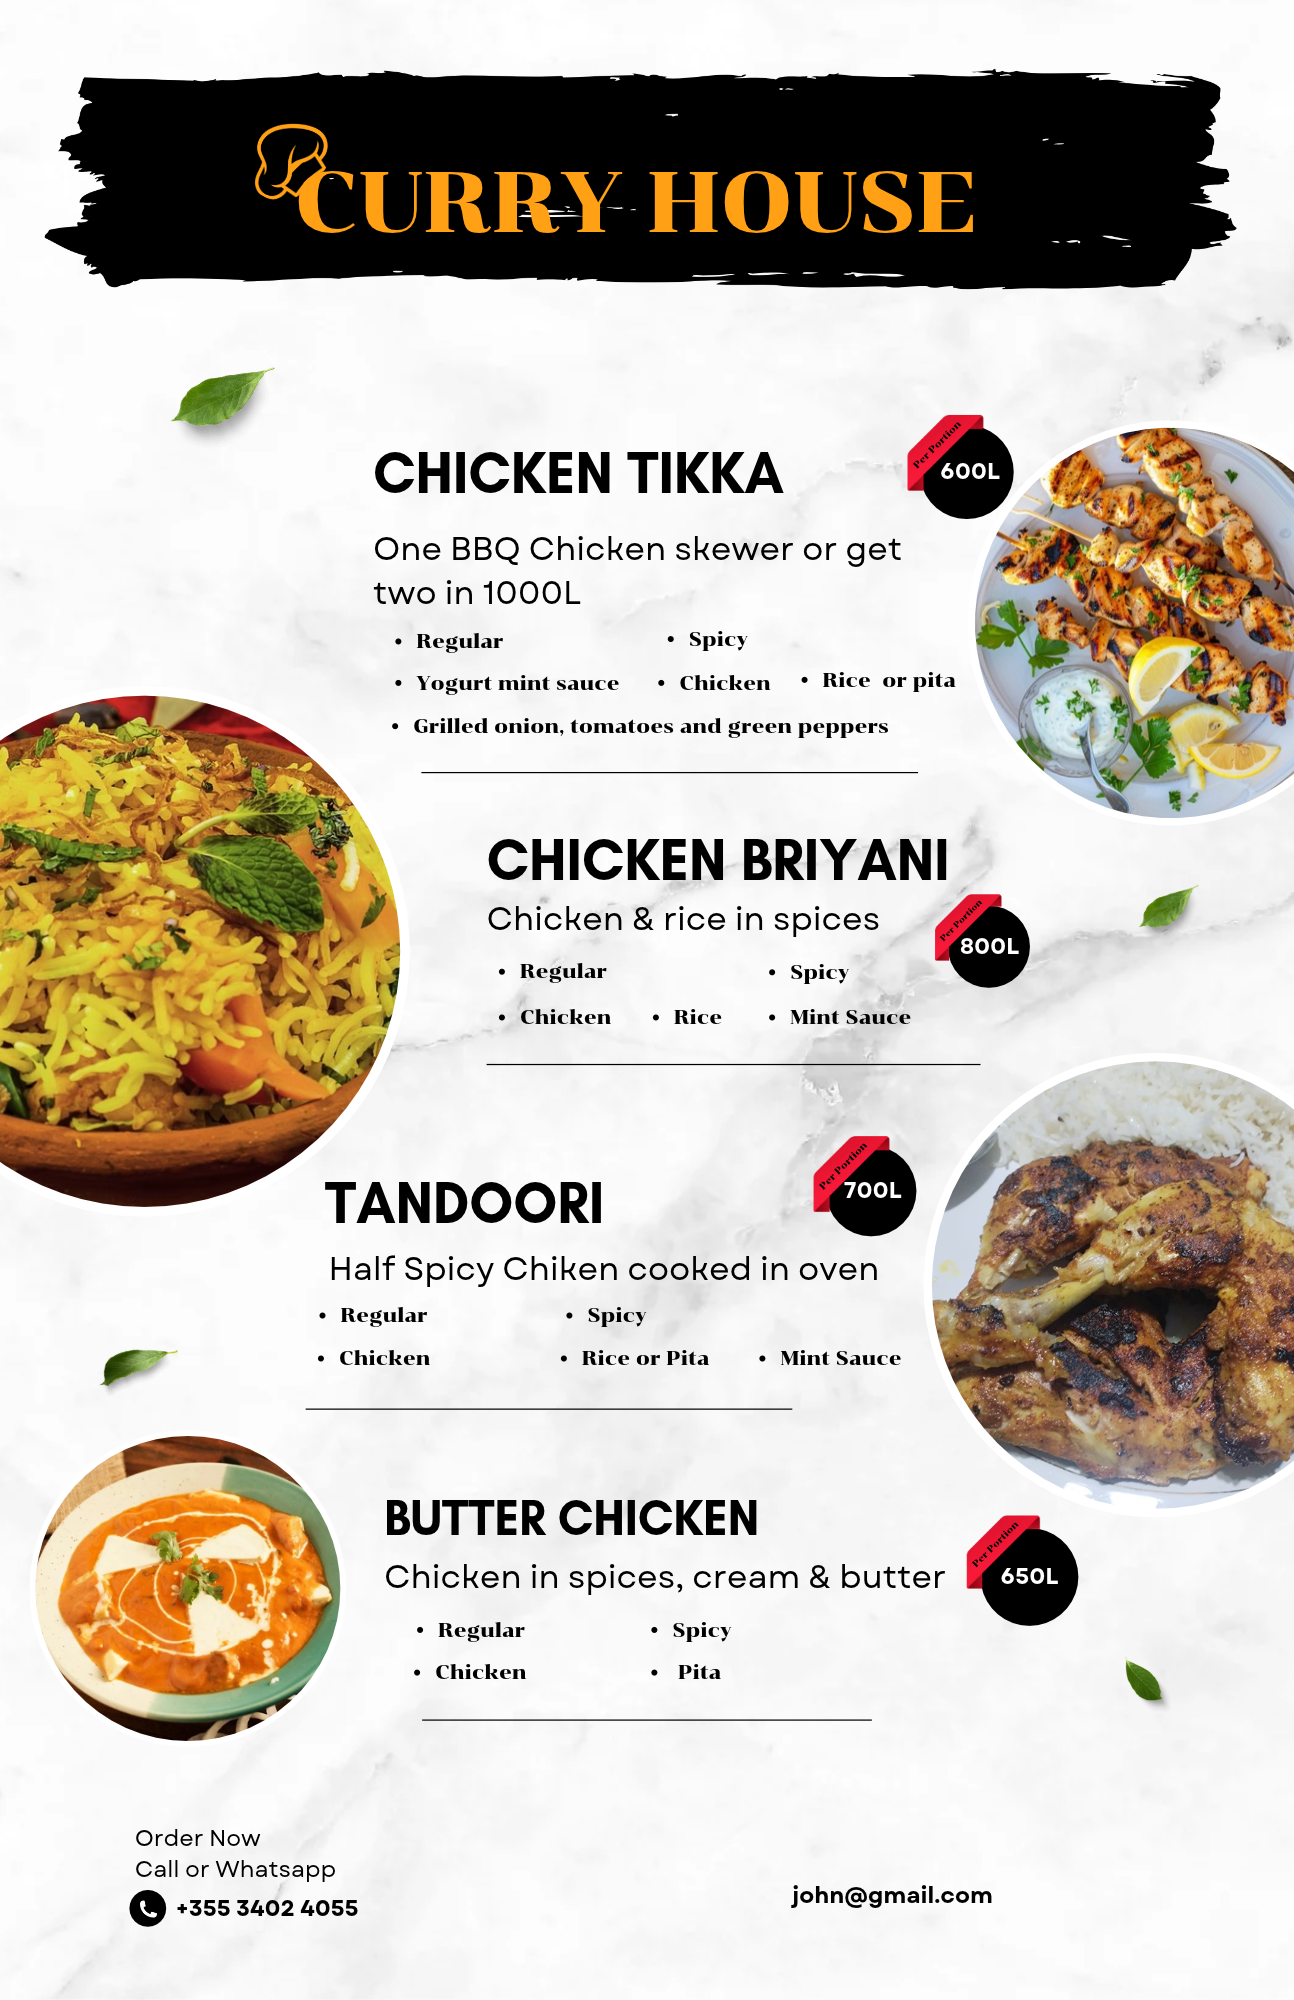 CURRY HOUSE
CHICKEN TIKKA
Per Portion
600L
One BBQ Chicken skewer or get
two in 1000L
• Regular
• Spicy
• Yogurt mint sauce
• Chicken
• Rice or pita
• Grilled onion, tomatoes and green peppers
CHICKEN BRIYANI
Chicken & rice in spices
Per Portion
800L
• Regular
• Spicy
• Chicken
• Rice
• Mint Sauce
TANDOORI
Per Portion
700L
Half Spicy Chiken cooked in oven
• Regular
• Spicy
• Chicken
• Rice or Pita
• Mint Sauce
BUTTER CHICKEN
Chicken in spices, cream & butter
Per Portion
650L
• Regular
• Spicy
• Chicken
• Pita
Order Now
Call or Whatsapp
+355 3402 4055
john@gmail.com